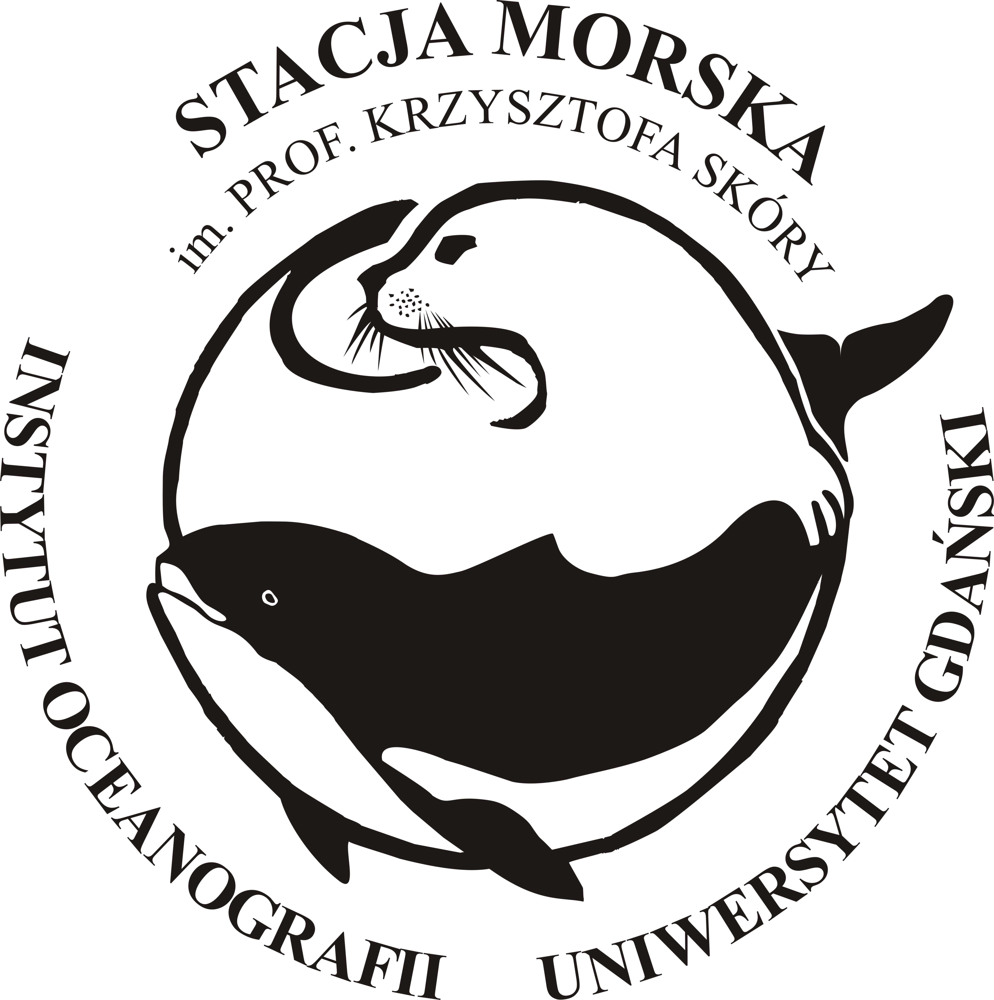 STACJA MORSKA
im. PROF. KRZYSZTOFA SKÓRY
INSTYTUT OCEANOGRAFII
UNIWERSYTET GDAŃSKI